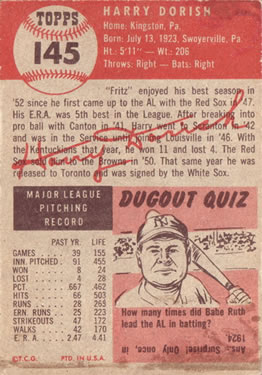 TOPPS
145
HARRY DORISH
Home: Kingston, Pa.
Born: July 13, 1923, Swoyerville, Pa.
Ht: 5'11" — Wt: 206
Throws: Right — Bats: Right
"Fritz" enjoyed his best season in
'52 since he first came up to the AL with the Red Sox in '47.
His E.R.A. was 5th best in the League. After breaking into
pro ball with Canton in '41, Harry went to Scranton in '42
and was in the Service until joining Louisville in '46. With
the Kentuckians that year, he won 11 and lost 4. The Red
Sox sold him to the Browns in '50. That same year he was
released to Toronto and was signed by the White Sox.
Harry Dorish
MAJOR LEAGUE
PITCHING
RECORD
PAST YR. LIFE
GAMES 39 155
INN. PITCHED 91 455
WON 8 24
LOST 4 28
PCT. .667 .462
HITS 66 503
RUNS 28 263
ERN RUNS 25 223
STRIKEOUTS 47 172
WALKS 42 170
E.R.A. 2.47 4.41
©T.C.G. PTD. IN U.S.A.
DUGOUT QUIZ
NY
How many times did Babe Ruth
lead the AL in batting?
Ans: Surprise! Only once, in
1924